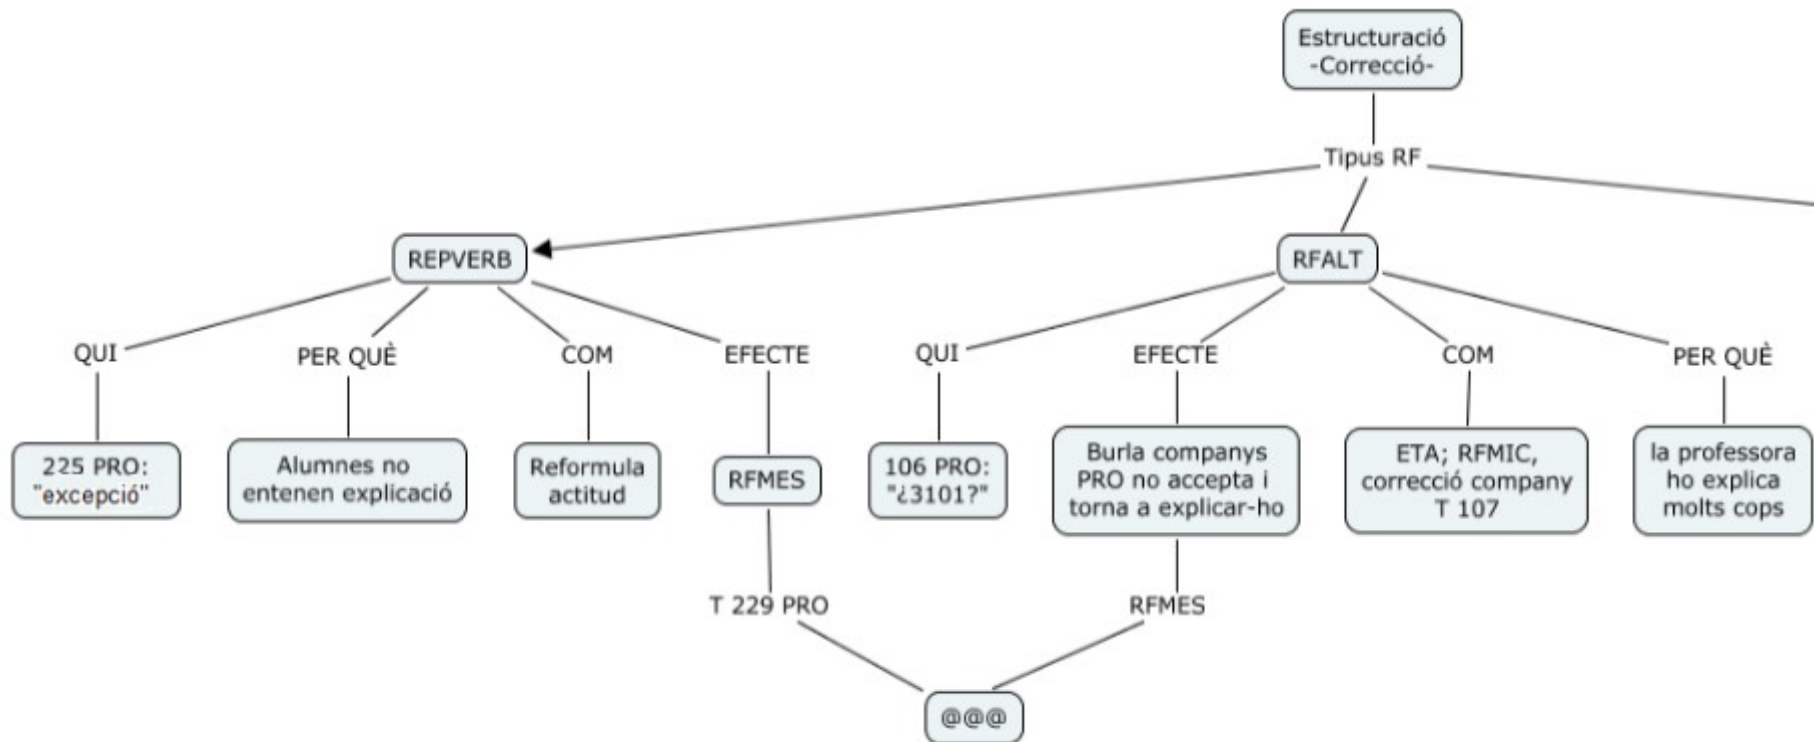 Estructuració
-Correcció-
Tipus RF
REPVERB
RFALT
QUI
PER QUÈ
COM
EFECTE
QUI
EFECTE
COM
PER QUÈ
225 PRO:
"excepció"
Alumnes no
entenen explicació
Reformula
actitud
RFMES
106 PRO:
"¿3101?"
Burla companys
PRO no accepta i
torna a explicar-ho
ETA; RFMIC,
correcció company
T 107
la professora
ho explica
molts cops
T 229 PRO
RFMES
@@@